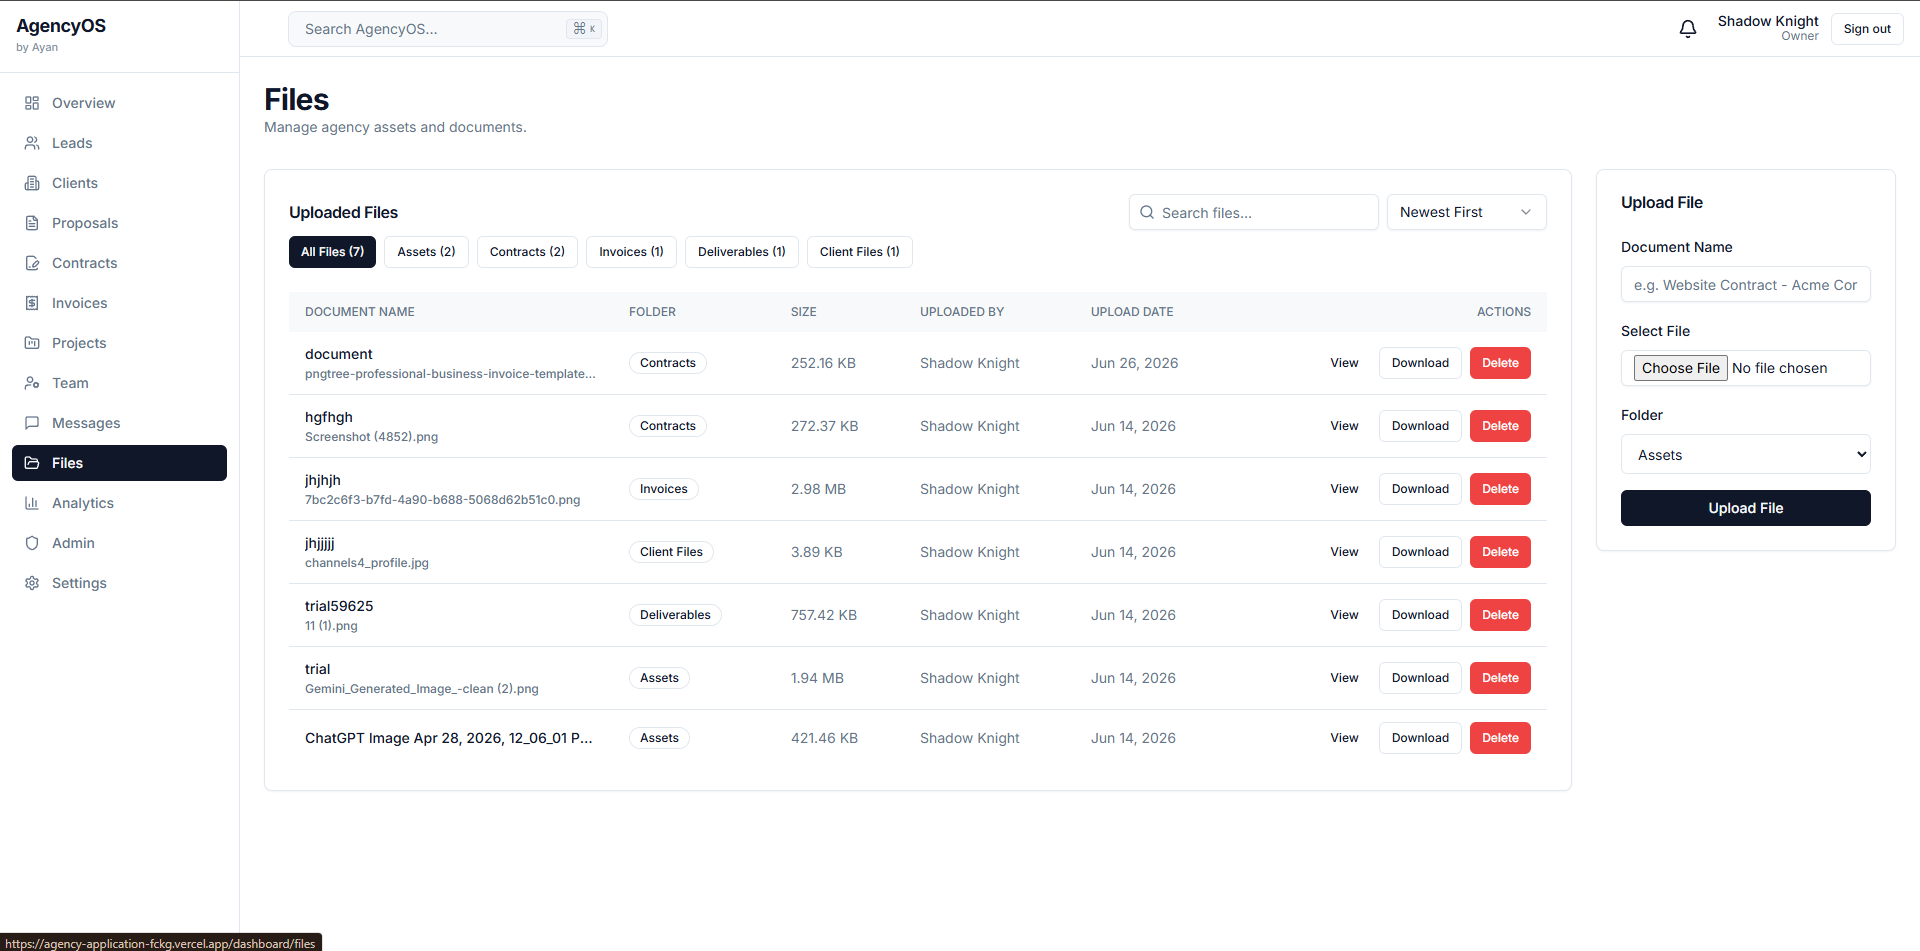 AgencyOS
by Ayan
Search AgencyOS...
⌘ K
Shadow Knight
Owner
Sign out
Overview
Leads
Clients
Proposals
Contracts
Invoices
Projects
Team
Messages
Files
Analytics
Admin
Settings
Files
Manage agency assets and documents.
Uploaded Files
Search files...
Newest First
All Files (7) Assets (2) Contracts (2) Invoices (1) Deliverables (1) Client Files (1)
DOCUMENT NAME FOLDER SIZE UPLOADED BY UPLOAD DATE ACTIONS
document
pngtree-professional-business-invoice-template...
Contracts 252.16 KB Shadow Knight Jun 26, 2026 View Download Delete
hgfhgh
Screenshot (4852).png
Contracts 272.37 KB Shadow Knight Jun 14, 2026 View Download Delete
jhjhjh
7bc2c6f3-b7fd-4a90-b688-5068d62b51c0.png
Invoices 2.98 MB Shadow Knight Jun 14, 2026 View Download Delete
jhjjjjj
channels4_profile.jpg
Client Files 3.89 KB Shadow Knight Jun 14, 2026 View Download Delete
trial59625
11 (1).png
Deliverables 757.42 KB Shadow Knight Jun 14, 2026 View Download Delete
trial
Gemini_Generated_Image_-clean (2).png
Assets 1.94 MB Shadow Knight Jun 14, 2026 View Download Delete
ChatGPT Image Apr 28, 2026, 12_06_01 P... Assets 421.46 KB Shadow Knight Jun 14, 2026 View Download Delete
Upload File
Document Name
e.g. Website Contract - Acme Cor
Select File
Choose File No file chosen
Folder
Assets
Upload File
https://agency-application-fckg.vercel.app/dashboard/files